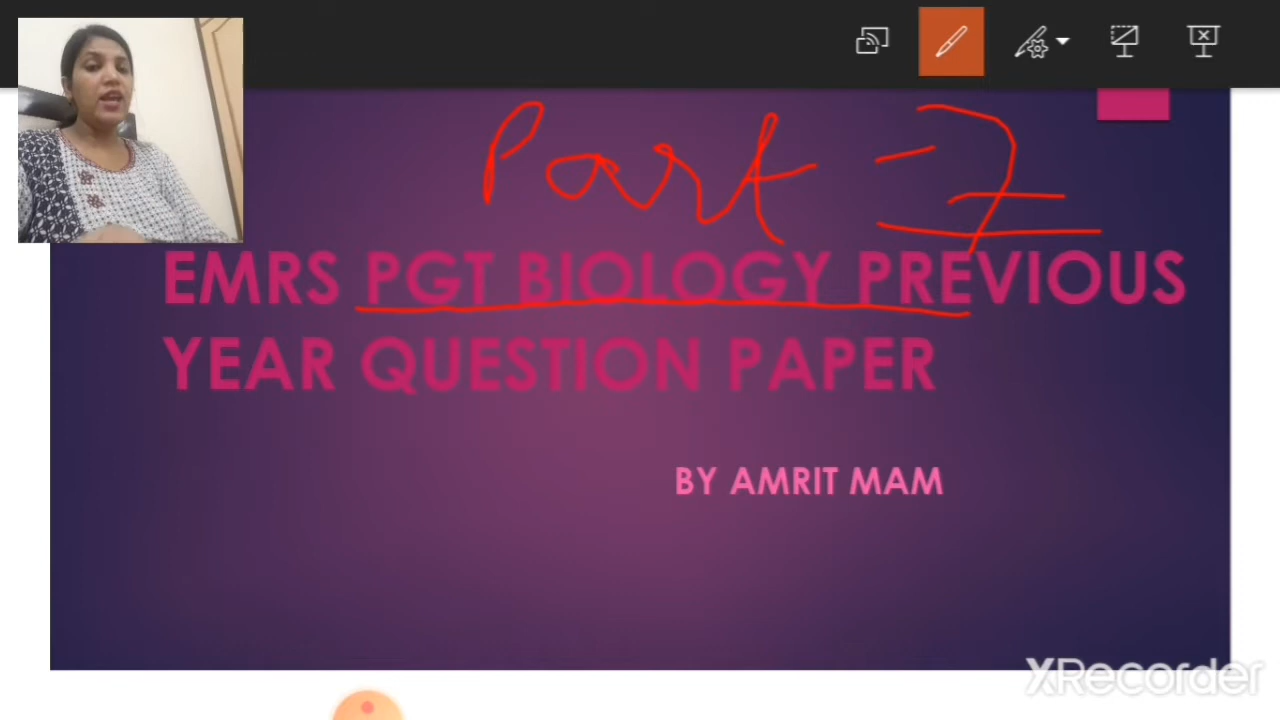 Part - 7
EMRS PGT BIOLOGY PREVIOUS
YEAR QUESTION PAPER
BY AMRIT MAM
XRecorder